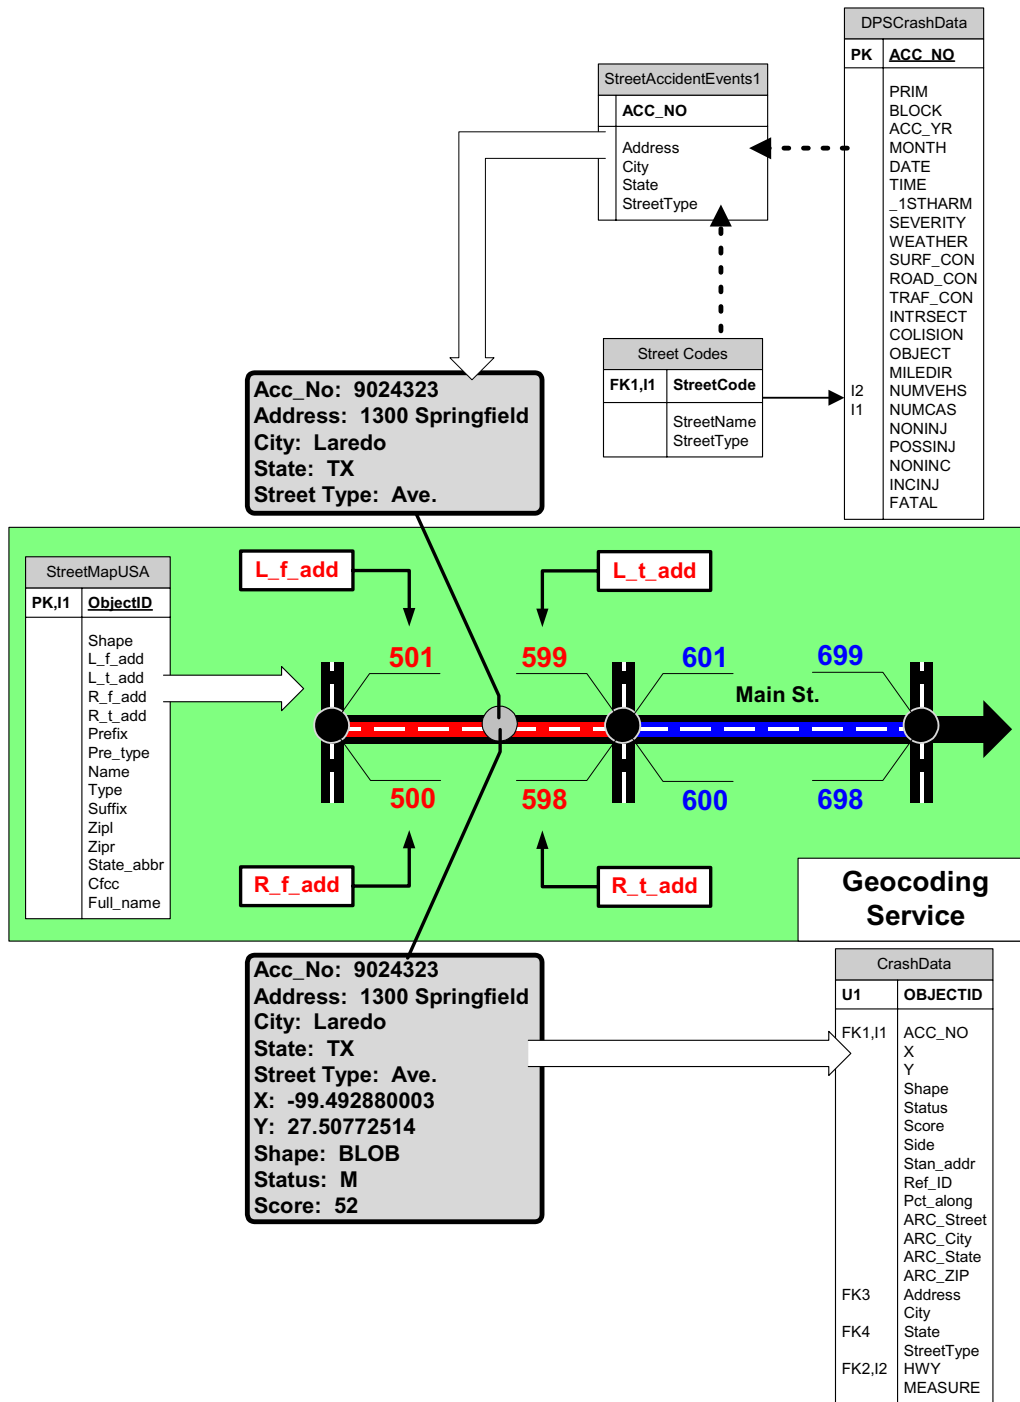 DPSCrashData
PK ACC_NO
PRIM
BLOCK
ACC_YR
MONTH
DATE
TIME
_1STHARM
SEVERITY
WEATHER
SURF_CON
ROAD_CON
TRAF_CON
INTRSECT
COLISION
OBJECT
MILEDIR
I2 NUMVEHS
I1 NUMCAS
NONINJ
POSSINJ
NONINC
INCINJ
FATAL
StreetAccidentEvents1
ACC_NO
Address
City
State
StreetType
Street Codes
FK1,I1 StreetCode
StreetName
StreetType
Acc_No: 9024323
Address: 1300 Springfield
City: Laredo
State: TX
Street Type: Ave.
StreetMapUSA
PK,I1 ObjectID
Shape
L_f_add
L_t_add
R_f_add
R_t_add
Prefix
Pre_type
Name
Type
Suffix
Zipl
Zipr
State_abbr
Cfcc
Full_name
L_f_add
L_t_add
501
599
601
699
Main St.
500
598
600
698
R_f_add
R_t_add
Geocoding
Service
Acc_No: 9024323
Address: 1300 Springfield
City: Laredo
State: TX
Street Type: Ave.
X: -99.492880003
Y: 27.50772514
Shape: BLOB
Status: M
Score: 52
CrashData
U1 OBJECTID
FK1,I1 ACC_NO
X
Y
Shape
Status
Score
Side
Stan_addr
Ref_ID
Pct_along
ARC_Street
ARC_City
ARC_State
ARC_ZIP
FK3 Address
City
FK4 State
StreetType
FK2,I2 HWY
MEASURE